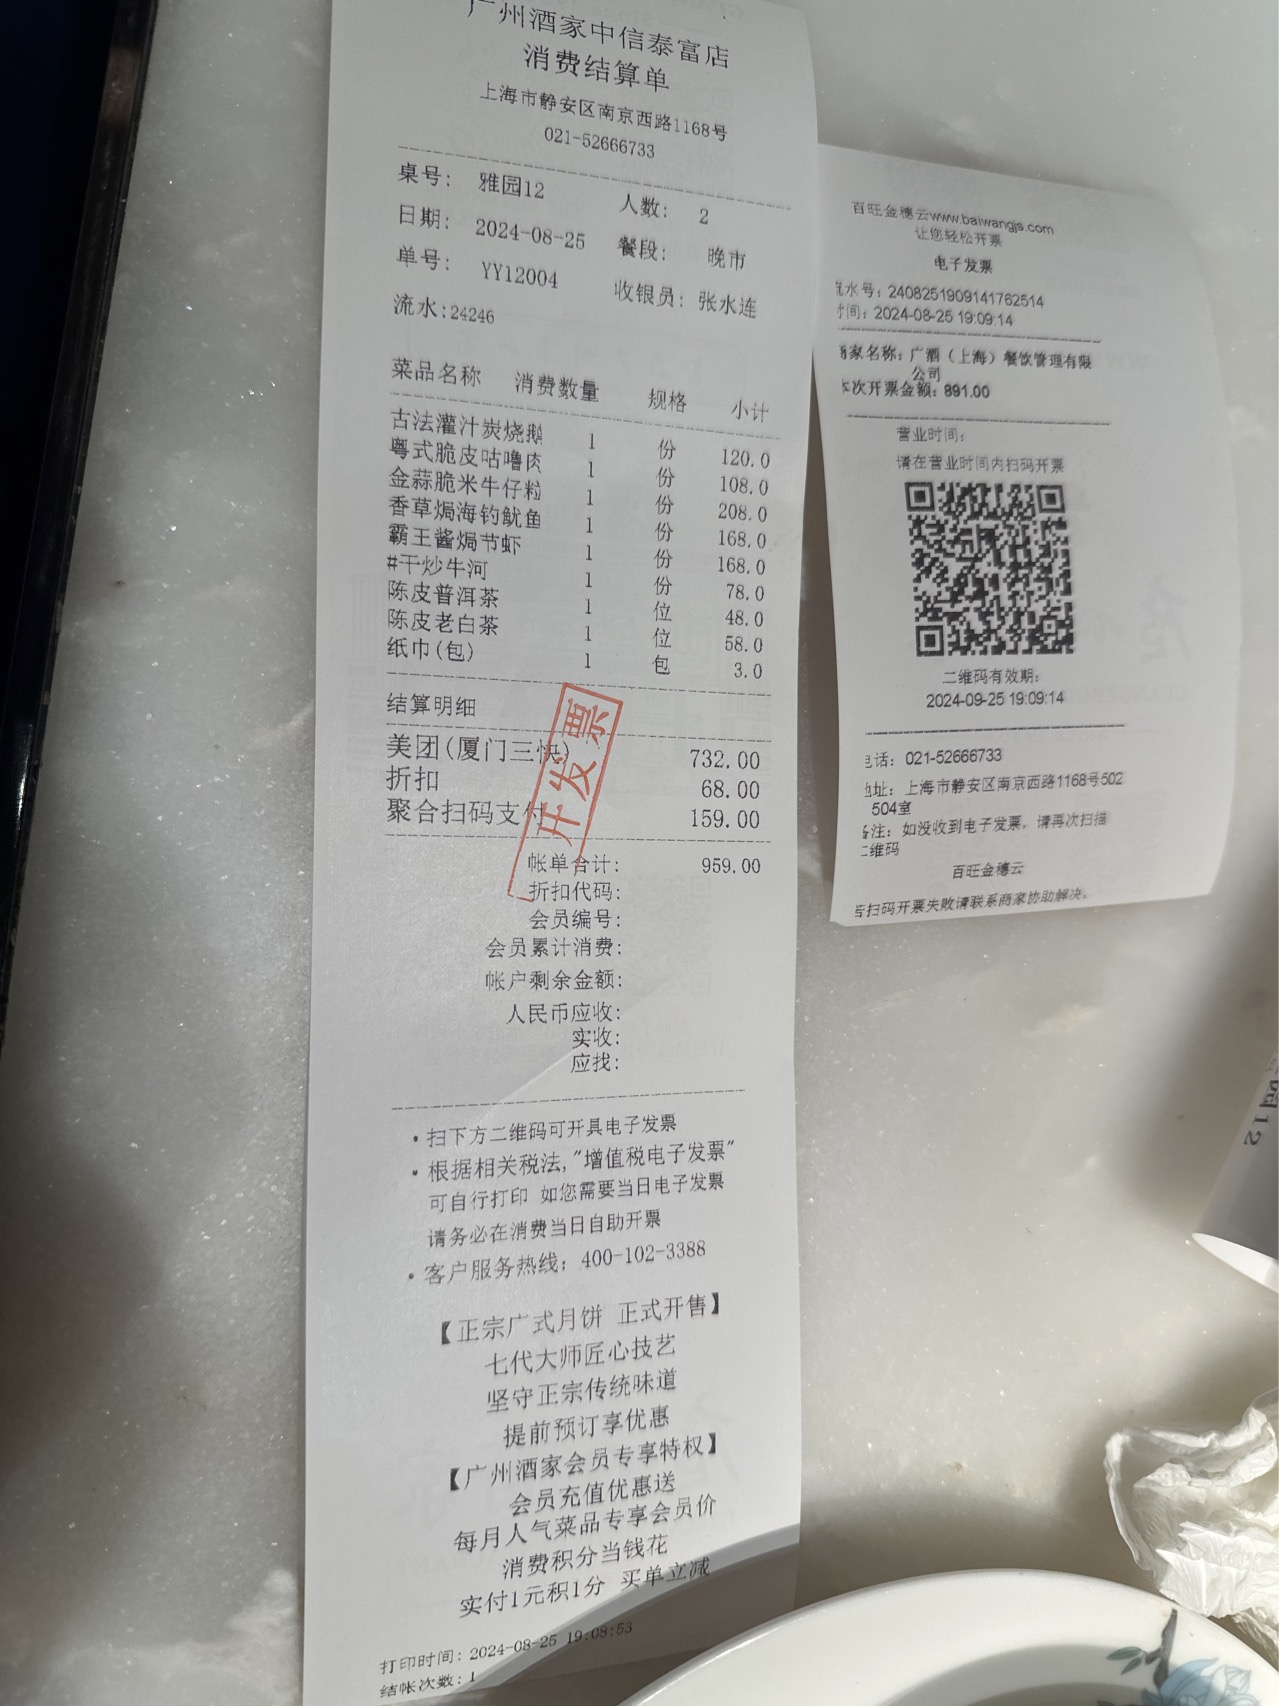 广州酒家中信泰富店
消费结算单
上海市静安区南京西路1168号
021-52666733
桌号: 雅园12 人数: 2
日期: 2024-08-25 餐段: 晚市
单号: YY12004 收银员: 张水连
流水:24246
菜品名称 消费数量 规格 小计
古法灌汁炭烧鹅 1 份 120.0
粤式脆皮咕噜肉 1 份 108.0
金蒜脆米牛仔粒 1 份 208.0
香草焗海钓鱿鱼 1 份 168.0
霸王酱焗节虾 1 份 168.0
#干炒牛河 1 份 78.0
陈皮普洱茶 1 位 48.0
陈皮老白茶 1 位 58.0
纸巾(包) 1 包 3.0
结算明细
美团(厦门三快) 732.00
折扣 68.00
聚合扫码支付 159.00
开发票
帐单合计: 959.00
折扣代码:
会员编号:
会员累计消费:
帐户剩余金额:
人民币应收:
实收:
应找:
·扫下方二维码可开具电子发票
·根据相关税法,"增值税电子发票"
可自行打印 如您需要当日电子发票
请务必在消费当日自助开票
·客户服务热线: 400-102-3388
【正宗广式月饼 正式开售】
七代大师匠心技艺
坚守正宗传统味道
提前预订享优惠
【广州酒家会员专享特权】
会员充值优惠送
每月人气菜品专享会员价
消费积分当钱花
实付1元积1分 买单立减
打印时间: 2024-08-25 19:08:53
结帐次数: 1
百旺金穗云www.baiwangjs.com
让您轻松开票
电子发票
流水号: 2408251909141762514
时间: 2024-08-25 19:09:14
商家名称: 广酒（上海）餐饮管理有限
公司
本次开票金额: 891.00
营业时间:
请在营业时间内扫码开票
二维码有效期:
2024-09-25 19:09:14
电话: 021-52666733
地址: 上海市静安区南京西路1168号502
504室
备注: 如没收到电子发票，请再次扫描
二维码
百旺金穗云
若扫码开票失败请联系商家协助解决。
园12